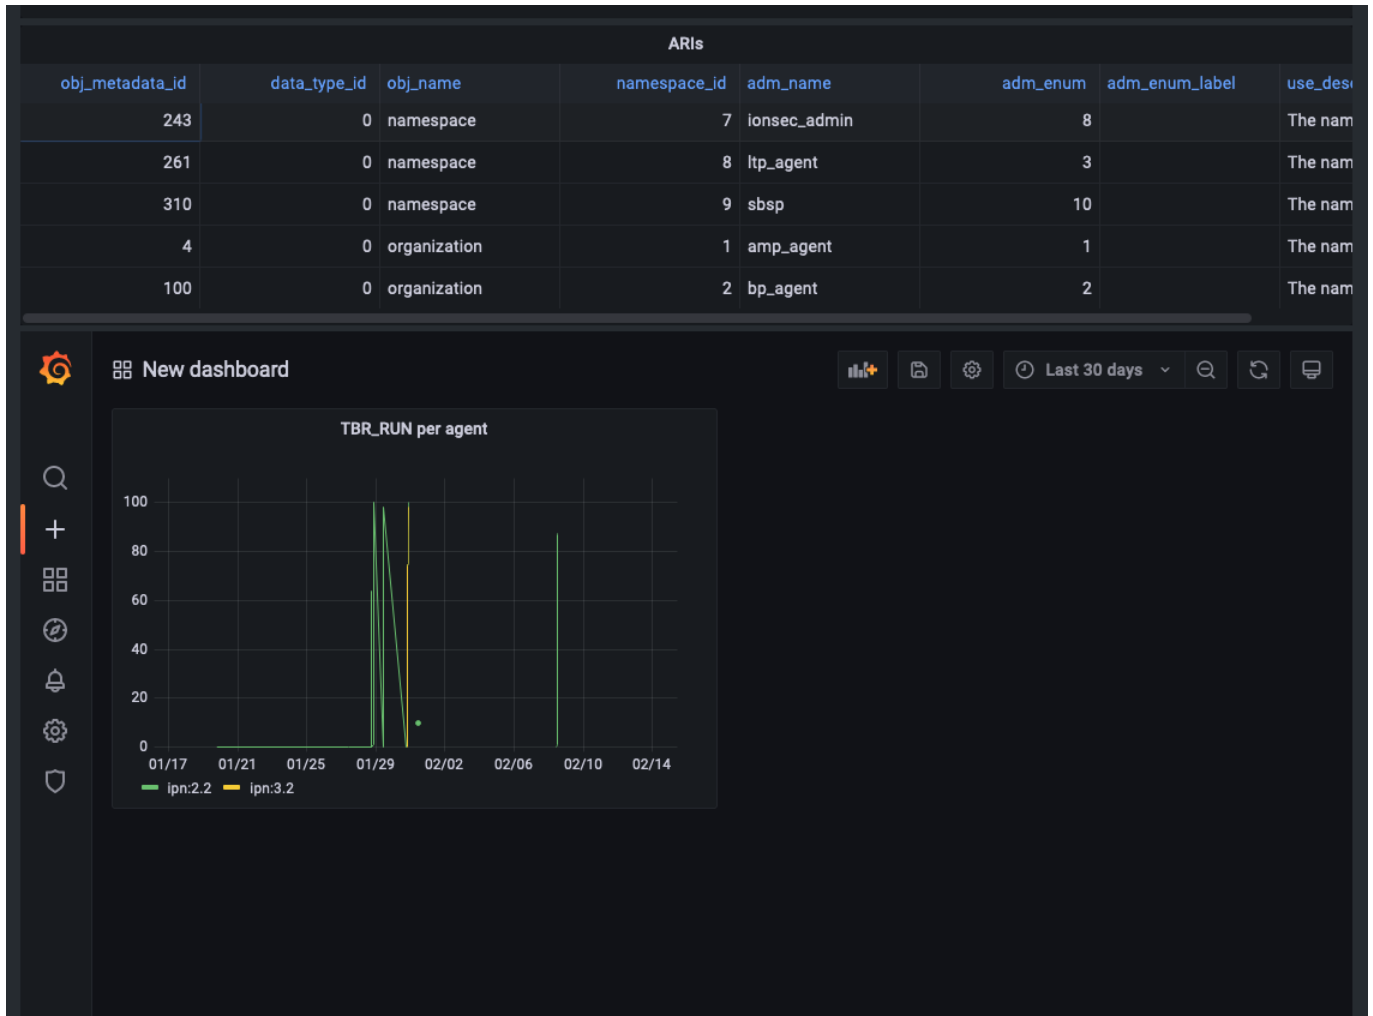 ARIs
obj_metadata_id data_type_id obj_name namespace_id adm_name adm_enum adm_enum_label use_desc
243 0 namespace 7 ionsec_admin 8 The nam
261 0 namespace 8 ltp_agent 3 The nam
310 0 namespace 9 sbsp 10 The nam
4 0 organization 1 amp_agent 1 The nam
100 0 organization 2 bp_agent 2 The nam
New dashboard Last 30 days
TBR_RUN per agent
100
80
60
40
20
0
01/17 01/21 01/25 01/29 02/02 02/06 02/10 02/14
ipn:2.2 ipn:3.2